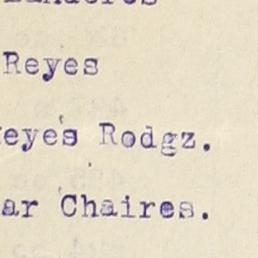 Reyes
eyes Rodgz.
ar Chaires.